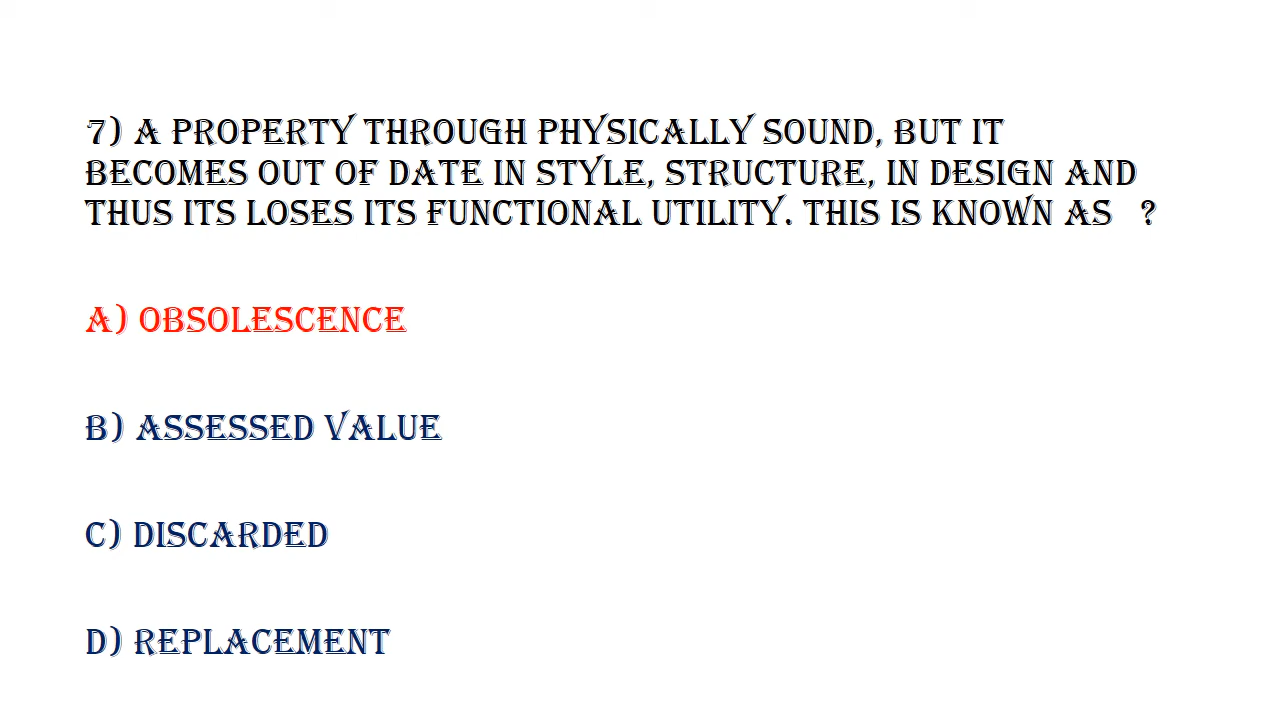 7) A PROPERTY THROUGH PHYSICALLY SOUND, BUT IT
BECOMES OUT OF DATE IN STYLE, STRUCTURE, IN DESIGN AND
THUS ITS LOSES ITS FUNCTIONAL UTILITY. THIS IS KNOWN AS ?
A) OBSOLESCENCE
B) ASSESSED VALUE
C) DISCARDED
D) REPLACEMENT